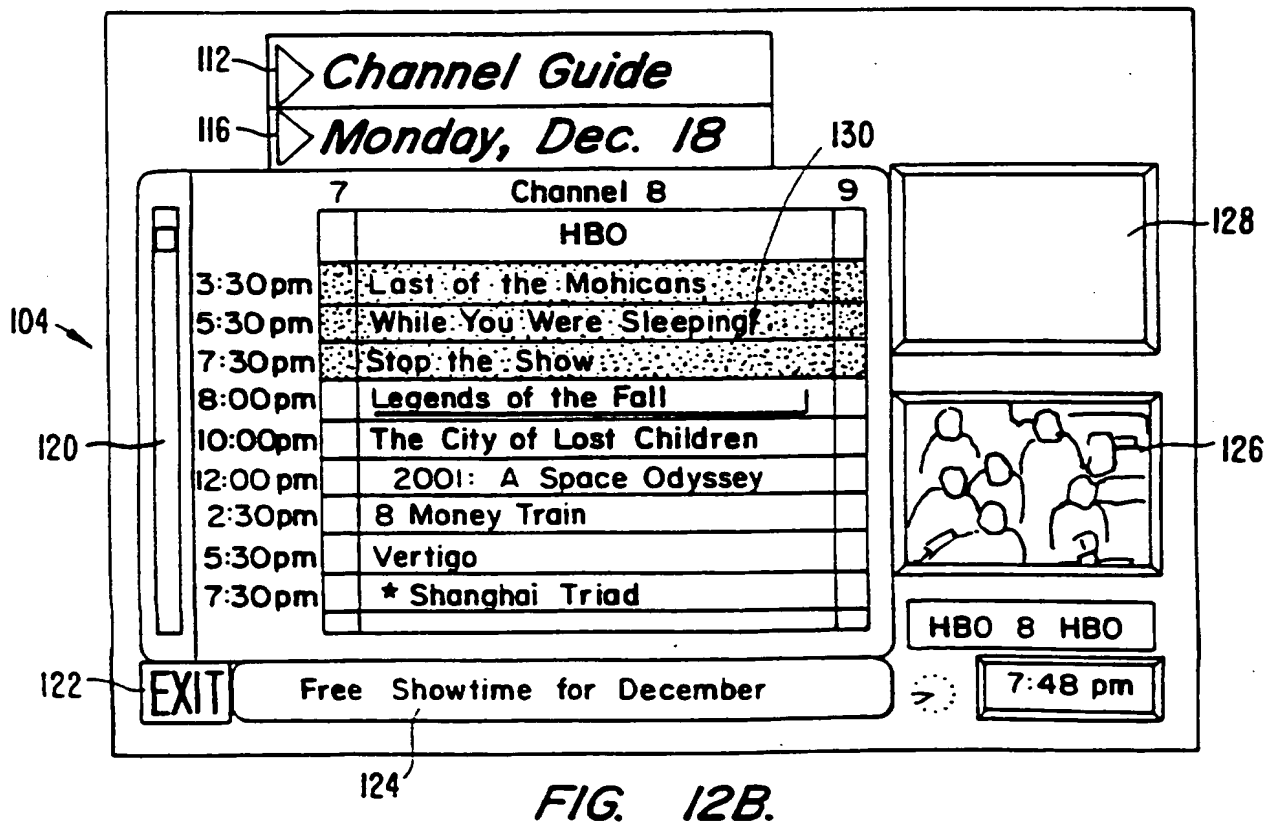 112 Channel Guide
116 Monday, Dec. 18
130
7 Channel 8 9
HBO
128
3:30pm Last of the Mohicans
104
5:30pm While You Were Sleeping
7:30pm Stop the Show
8:00pm Legends of the Fall
120
10:00pm The City of Lost Children
126
12:00 pm 2001: A Space Odyssey
2:30pm 8 Money Train
5:30pm Vertigo
7:30pm * Shanghai Triad
HBO 8 HBO
122 EXIT Free Showtime for December 7:48 pm
124
FIG. 12B.